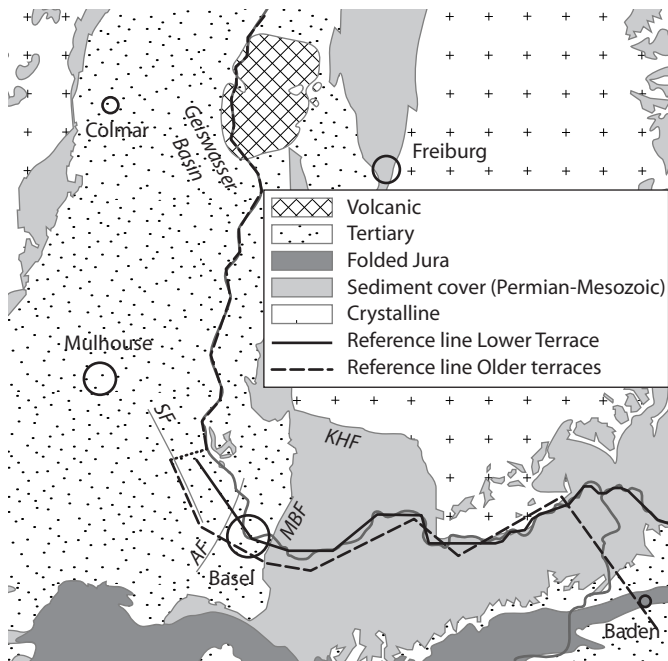 Colmar
Geiswasser
Basin
Freiburg
Volcanic
Tertiary
Folded Jura
Sediment cover (Permian-Mesozoic)
Crystalline
Reference line Lower Terrace
Reference line Older terraces
Mulhouse
SF
KHF
MBF
AF
Basel
Baden